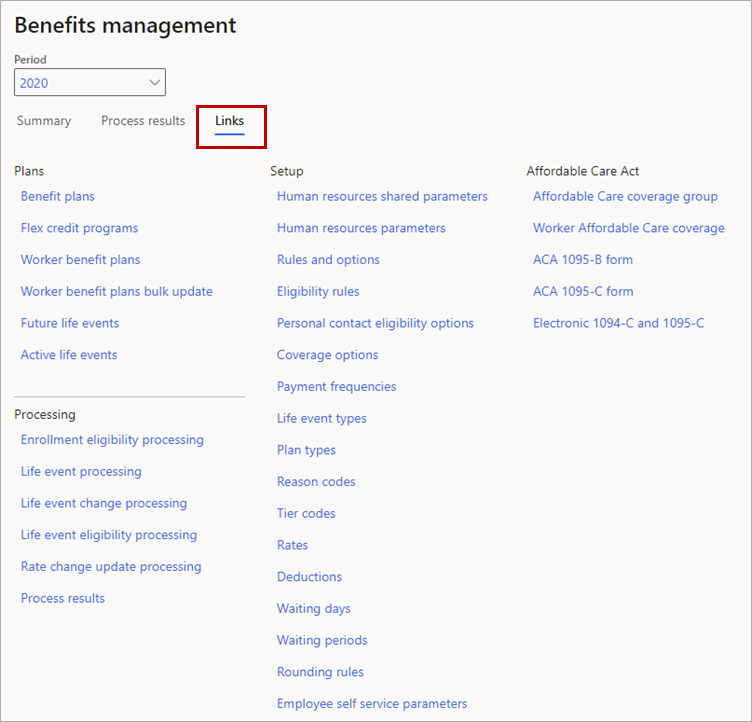 Benefits management
Period
2020
Summary Process results Links
Plans
Benefit plans
Flex credit programs
Worker benefit plans
Worker benefit plans bulk update
Future life events
Active life events
Processing
Enrollment eligibility processing
Life event processing
Life event change processing
Life event eligibility processing
Rate change update processing
Process results
Setup
Human resources shared parameters
Human resources parameters
Rules and options
Eligibility rules
Personal contact eligibility options
Coverage options
Payment frequencies
Life event types
Plan types
Reason codes
Tier codes
Rates
Deductions
Waiting days
Waiting periods
Rounding rules
Employee self service parameters
Affordable Care Act
Affordable Care coverage group
Worker Affordable Care coverage
ACA 1095-B form
ACA 1095-C form
Electronic 1094-C and 1095-C